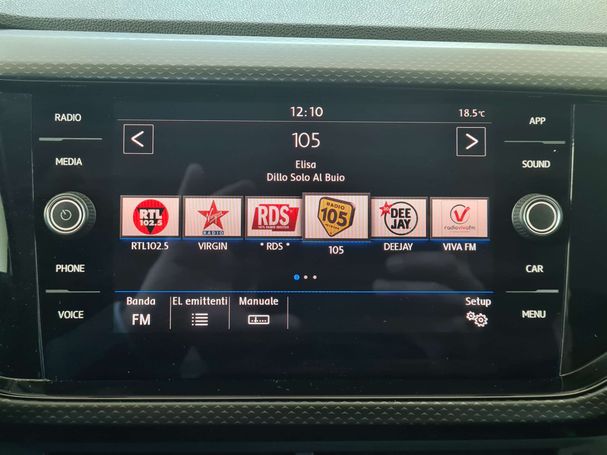 12:10
18.5°C
RADIO
MEDIA
PHONE
VOICE
APP
SOUND
CAR
MENU
<
105
>
Elisa
Dillo Solo Al Buio
RTL
102.5
RTL102.5
RADIO
VIRGIN
RDS
* RDS *
RADIO
105
105
DEE
JAY
DEEJAY
radiovivafm
VIVA FM
Banda
FM
El. emittenti
Manuale
Setup